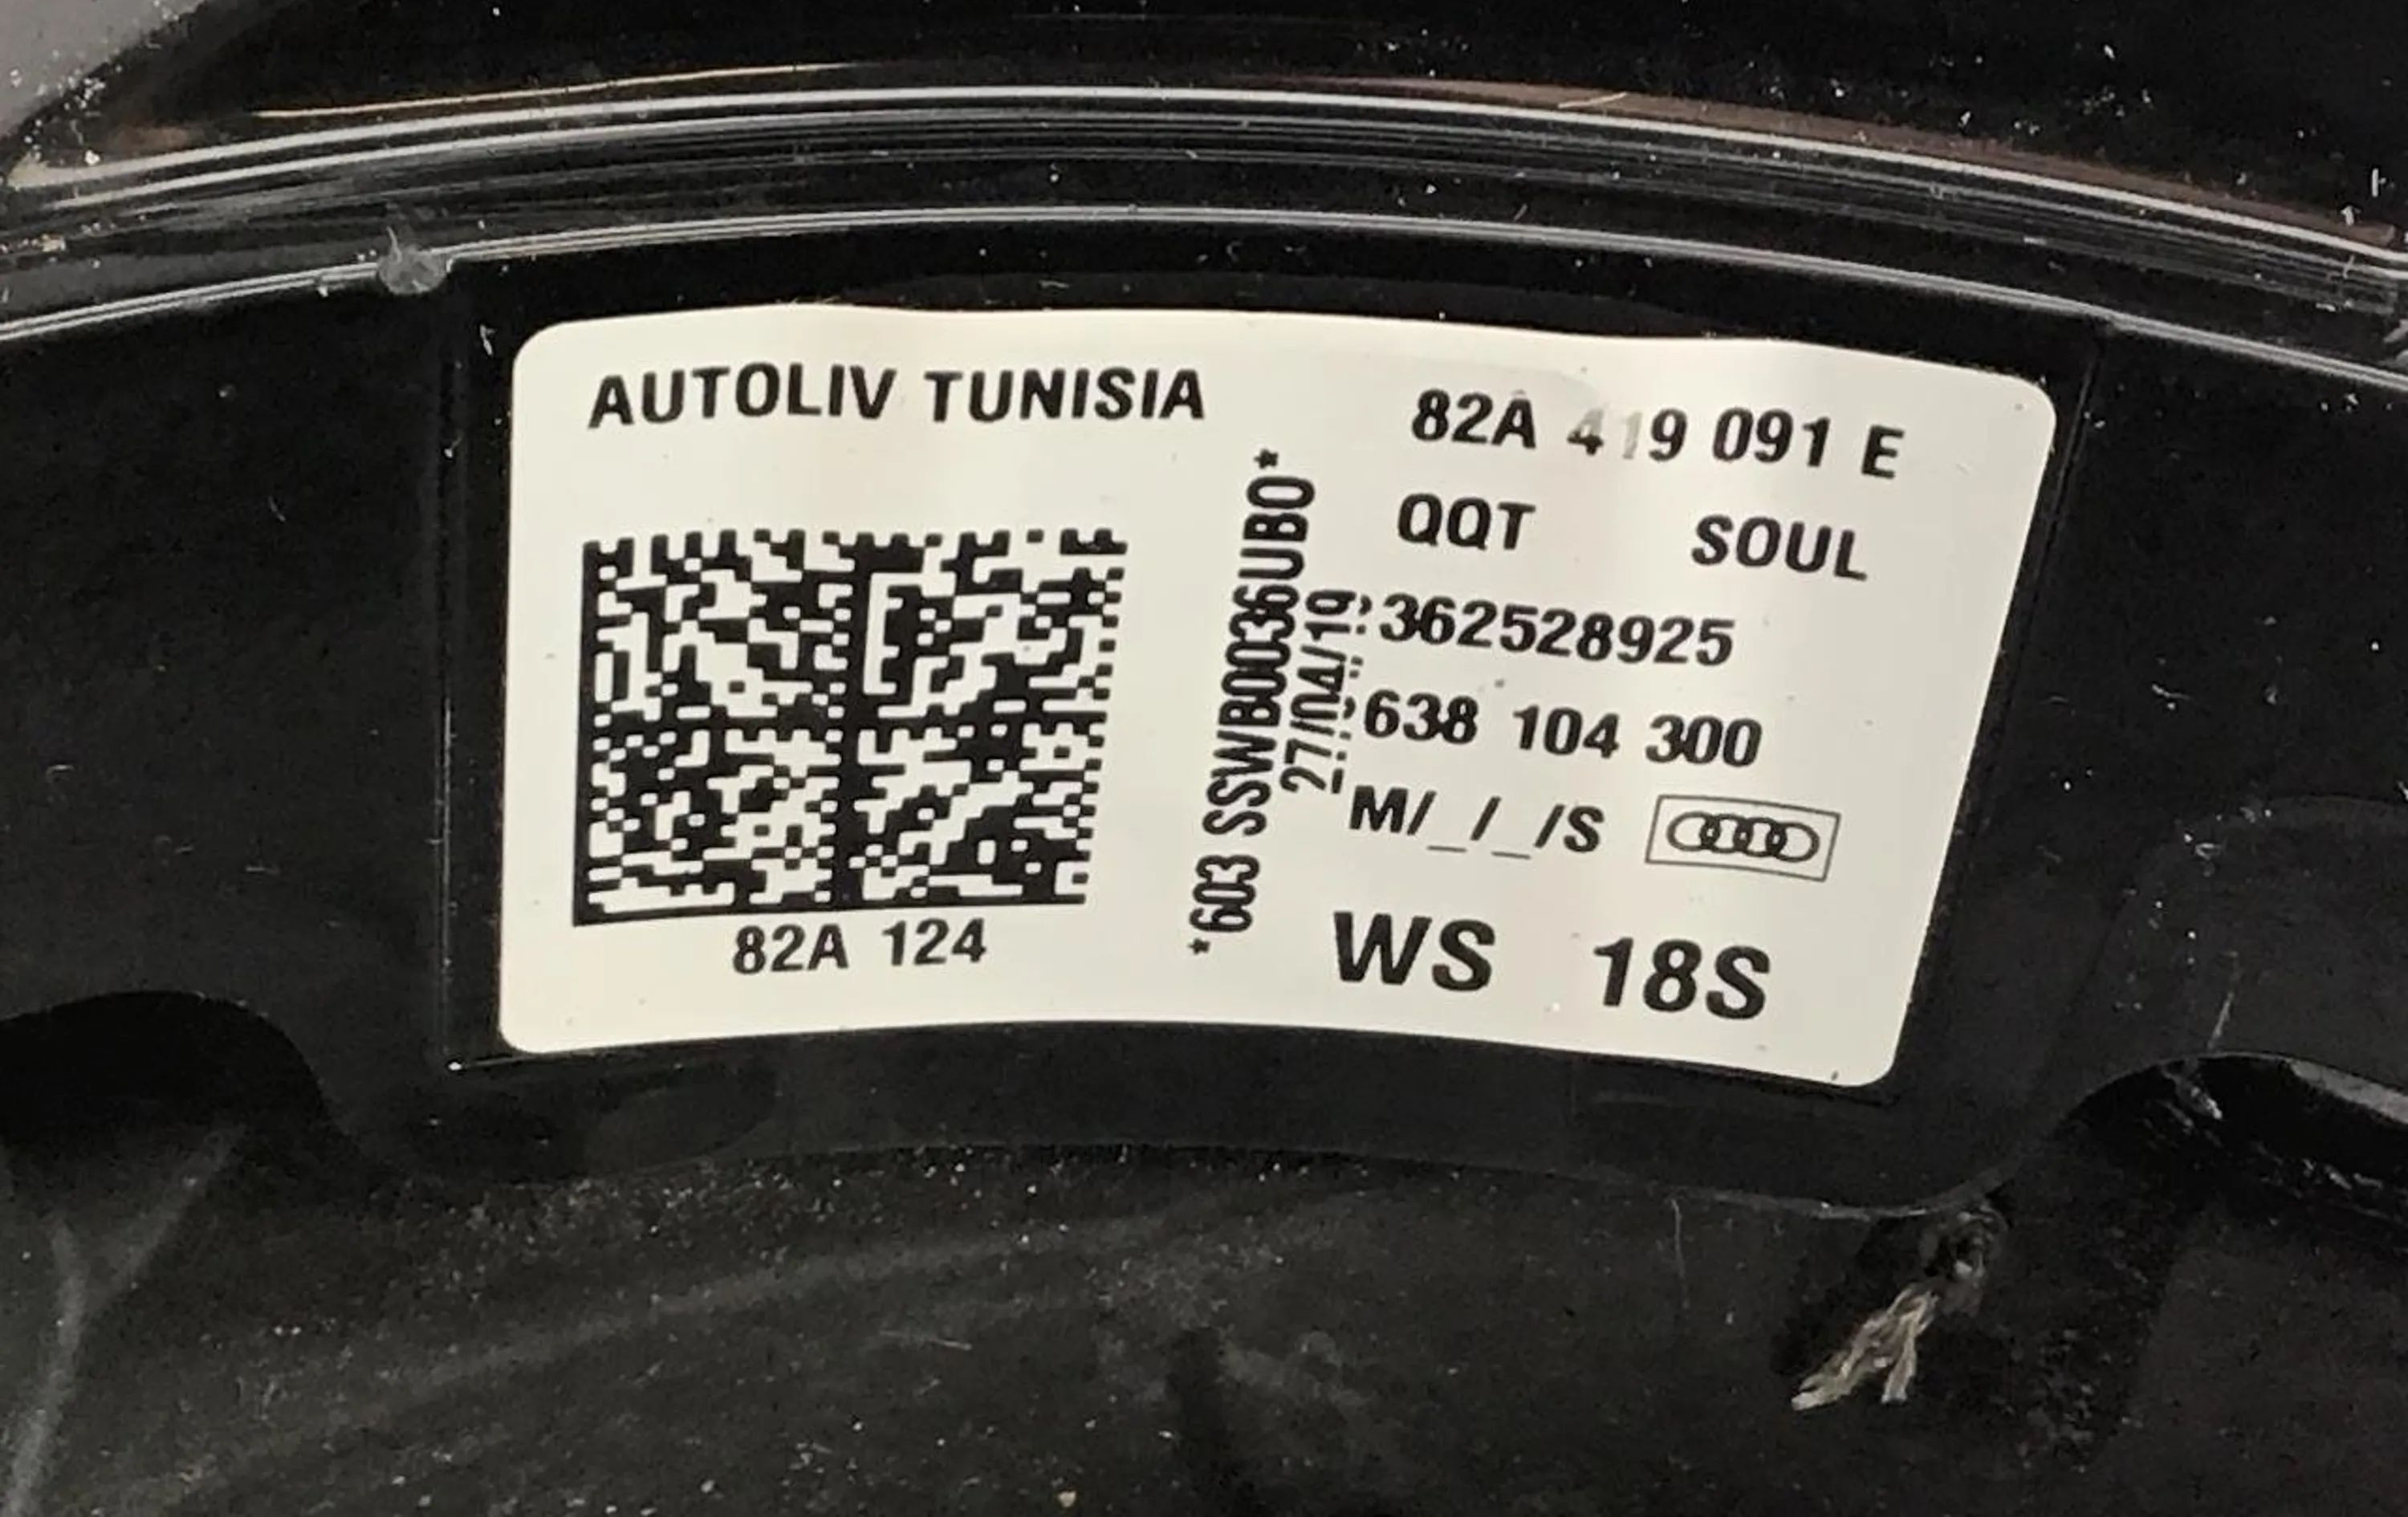 AUTOLIV TUNISIA
82A 419 091 E
QQT SOUL
362528925
638 104 300
M/_/_/S
WS 18S
*603 SSWB00036UB0*
27/04/19
82A 124